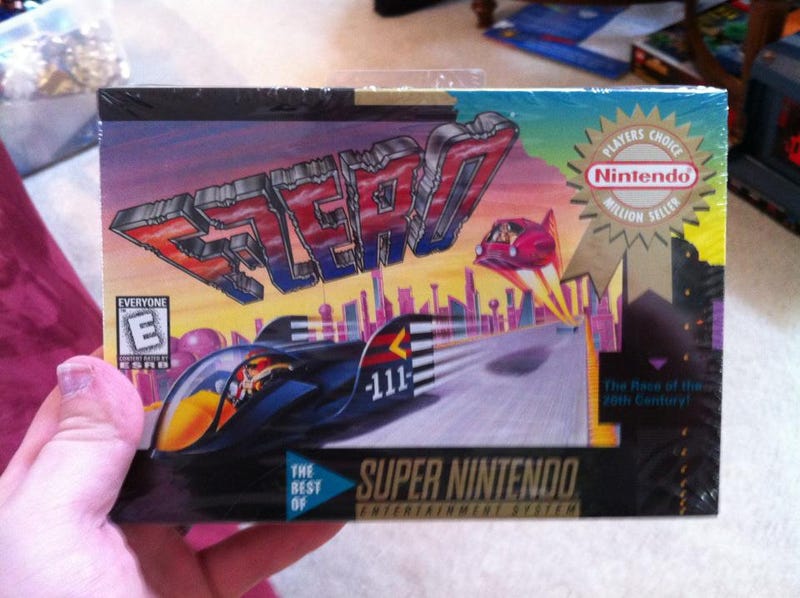 F-ZERO
PLAYERS CHOICE
Nintendo
MILLION SELLER
EVERYONE
E
CONTENT RATED BY
ESRB
-111-
The Race of the
26th Century!
THE
BEST
OF
SUPER NINTENDO
ENTERTAINMENT SYSTEM